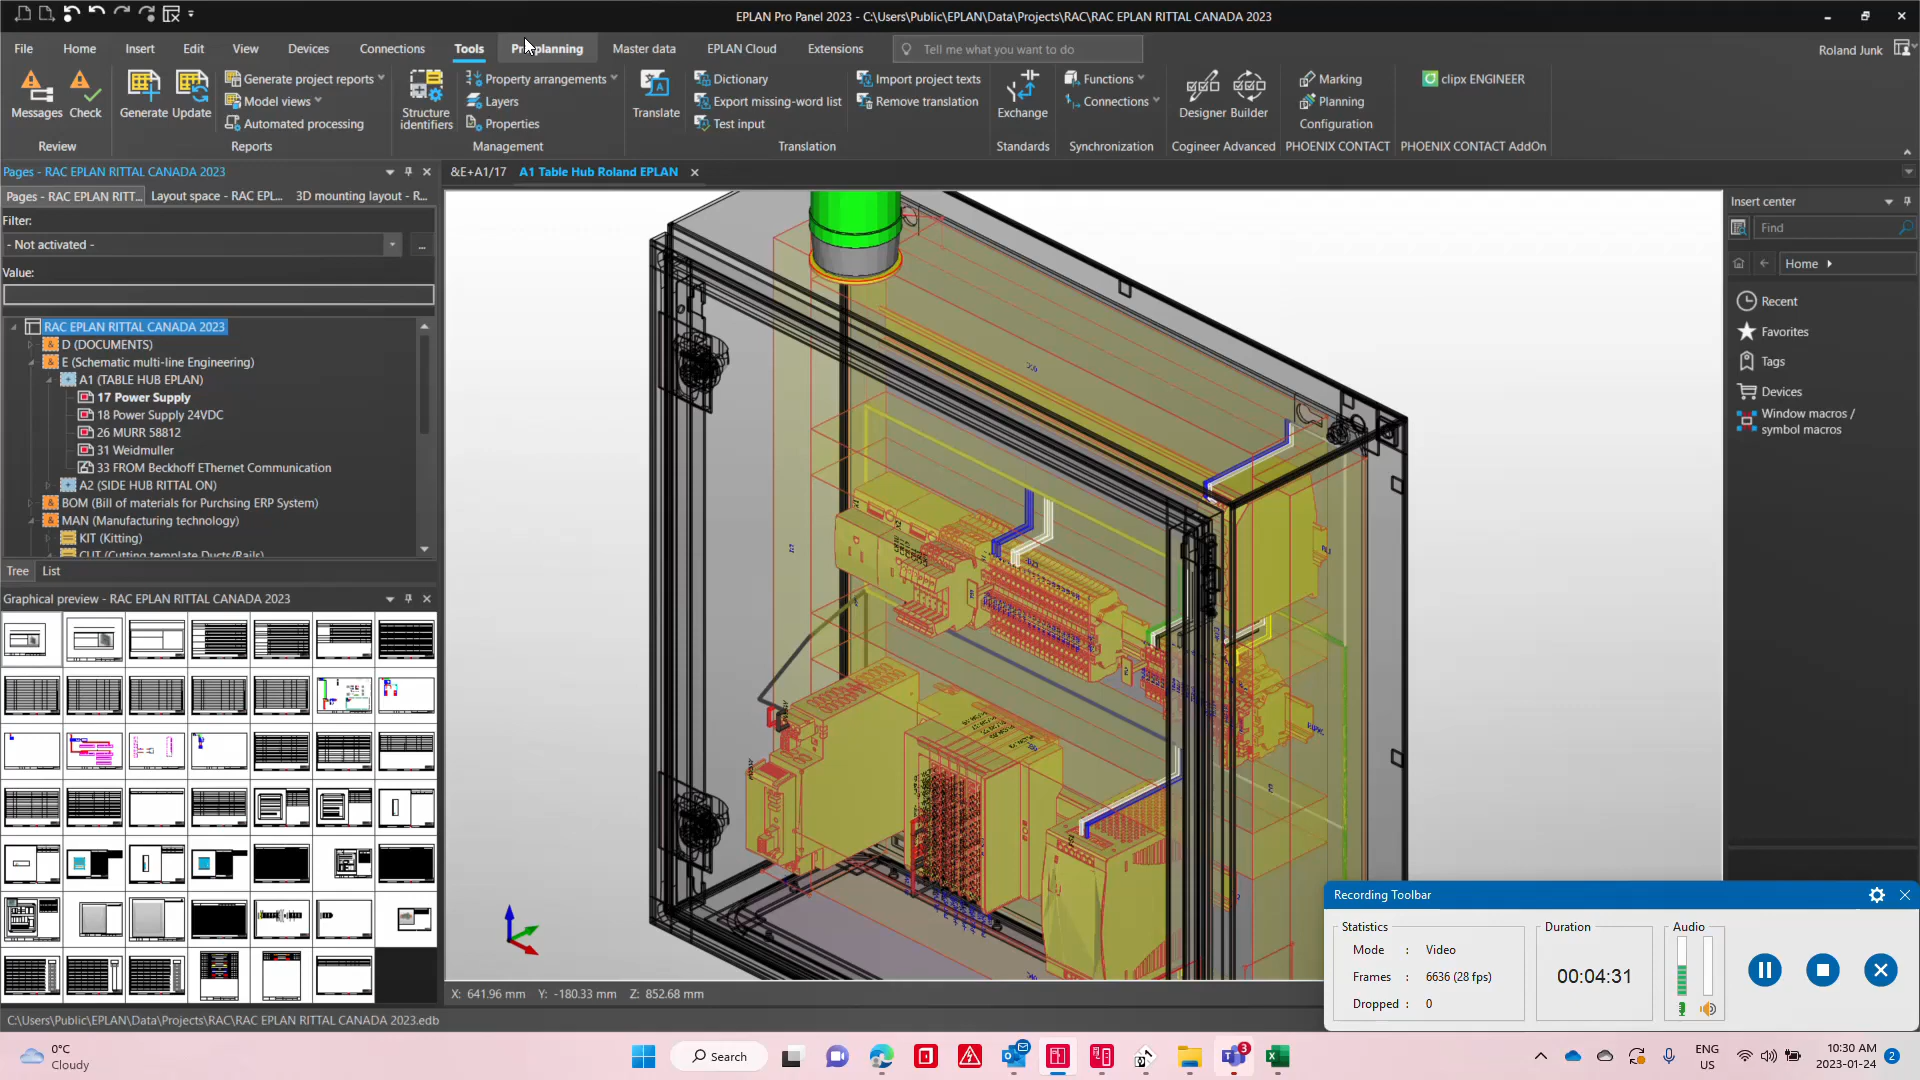 EPLAN Pro Panel 2023 - C:\Users\Public\EPLAN\Data\Projects\RAC\RAC EPLAN RITTAL CANADA 2023
File Home Insert Edit View Devices Connections Tools Master data EPLAN Cloud Extensions Tell me what you want to do Roland Junk
Messages Check
Review
Generate Update
Generate project reports
Model views
Automated processing
Reports
Structure identifiers
Property arrangements
Layers
Properties
Management
Translate
Dictionary
Export missing-word list
Test input
Import project texts
Remove translation
Translation
Exchange
Standards
Functions
Connections
Synchronization
Designer Builder
Cogineer Advanced
Marking
Planning
Configuration
PHOENIX CONTACT
clipx ENGINEER
PHOENIX CONTACT AddOn
Pages - RAC EPLAN RITTAL CANADA 2023
Pages - RAC EPLAN RITT... Layout space - RAC EPL... 3D mounting layout - R...
Filter:
- Not activated -
...
Value:
RAC EPLAN RITTAL CANADA 2023
D (DOCUMENTS)
E (Schematic multi-line Engineering)
A1 (TABLE HUB EPLAN)
17 Power Supply
18 Power Supply 24VDC
26 MURR 58812
31 Weidmuller
33 FROM Beckhoff EThernet Communication
A2 (SIDE HUB RITTAL ON)
BOM (Bill of materials for Purchsing ERP System)
MAN (Manufacturing technology)
KIT (Kitting)
CUT (Cutting template Ducts/Rails)
Tree List
Graphical preview - RAC EPLAN RITTAL CANADA 2023
&E+A1/17 A1 Table Hub Roland EPLAN
X: 641.96 mm Y: -180.33 mm Z: 852.68 mm
Insert center
Find
Home
Recent
Favorites
Tags
Devices
Window macros /
symbol macros
Recording Toolbar
Statistics
Mode : Video
Frames : 6636 (28 fps)
Dropped : 0
Duration
00:04:31
Audio
C:\Users\Public\EPLAN\Data\Projects\RAC\RAC EPLAN RITTAL CANADA 2023.edb
0°C
Cloudy
Search
3
ENG
US
10:30 AM
2023-01-24
2